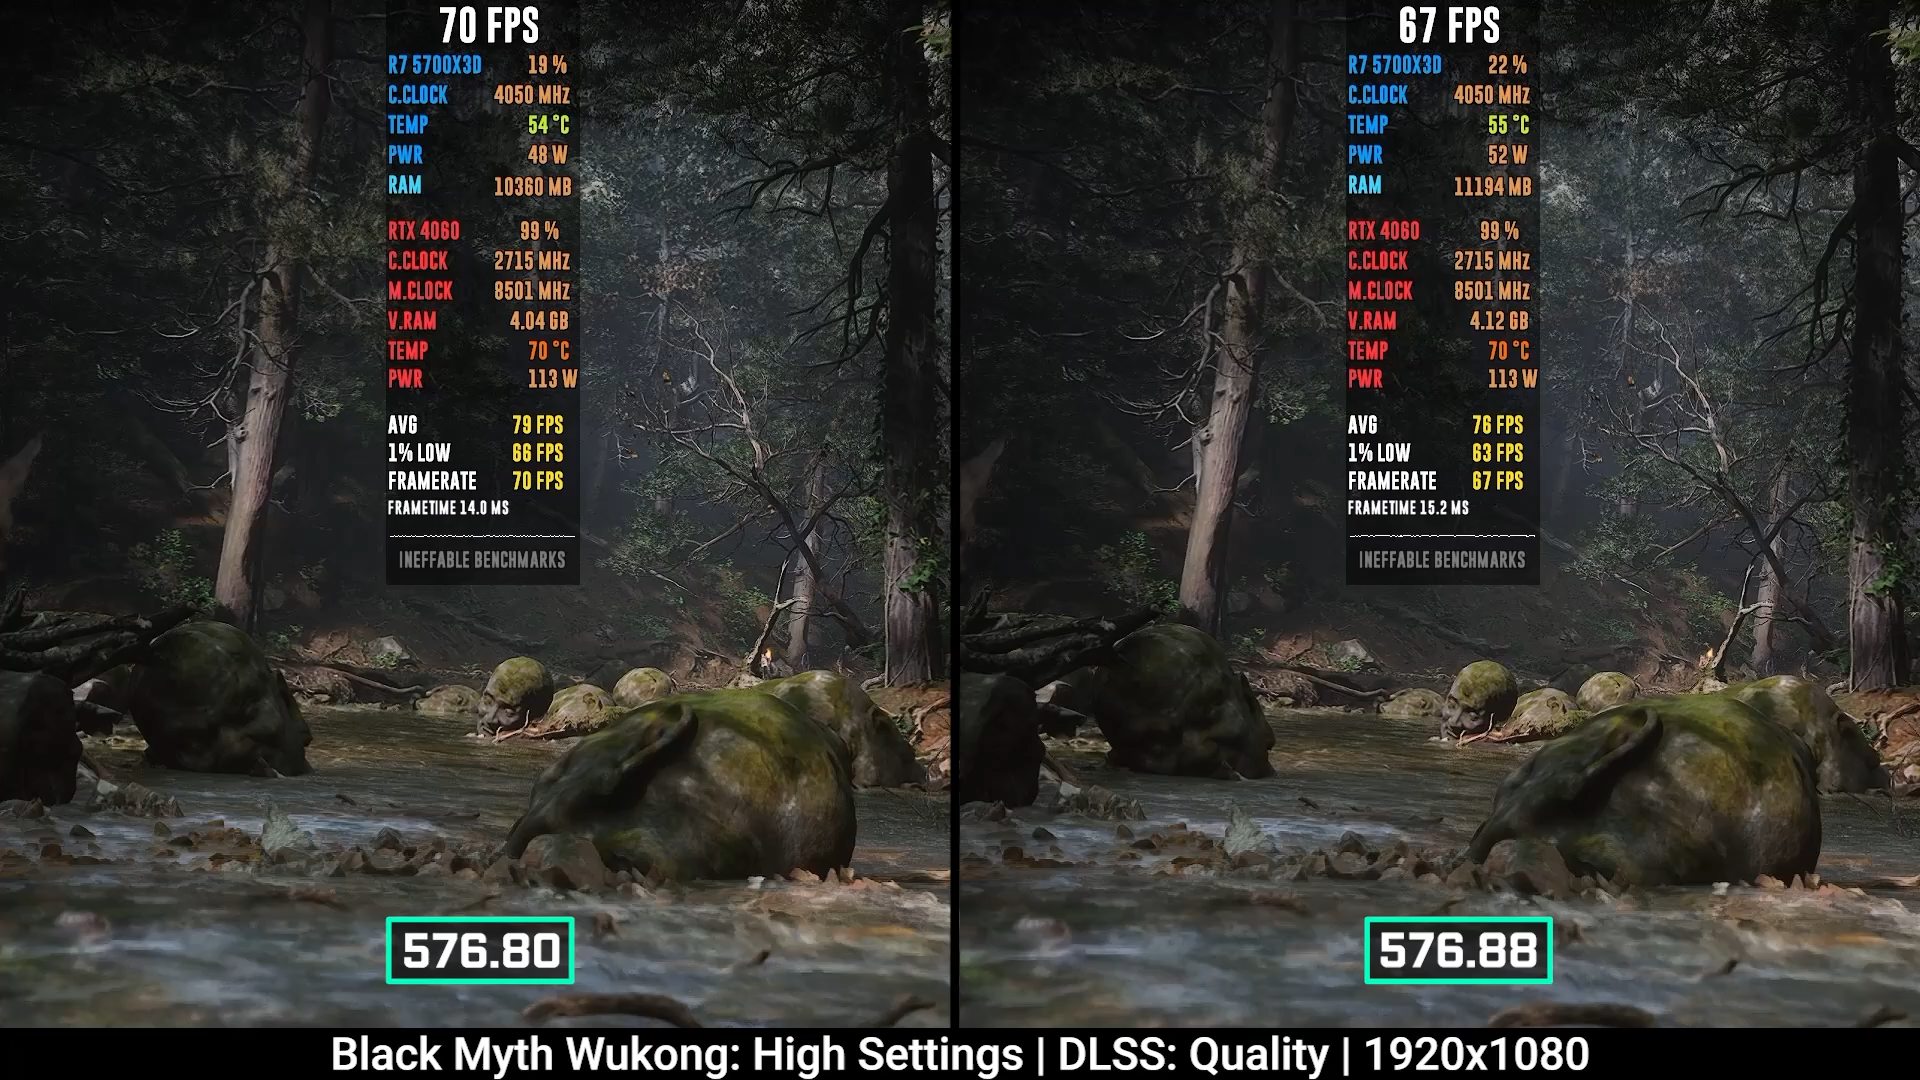 70 FPS
R7 5700X3D 19 %
C.CLOCK 4050 MHz
TEMP 54 °C
PWR 48 W
RAM 10360 MB
RTX 4060 99 %
C.CLOCK 2715 MHz
M.CLOCK 8501 MHz
V.RAM 4.04 GB
TEMP 70 °C
PWR 113 W
AVG 79 FPS
1% LOW 66 FPS
FRAMERATE 70 FPS
FRAMETIME 14.0 MS
INEFFABLE BENCHMARKS
576.80
67 FPS
R7 5700X3D 22 %
C.CLOCK 4050 MHz
TEMP 55 °C
PWR 52 W
RAM 11194 MB
RTX 4060 99 %
C.CLOCK 2715 MHz
M.CLOCK 8501 MHz
V.RAM 4.12 GB
TEMP 70 °C
PWR 113 W
AVG 76 FPS
1% LOW 63 FPS
FRAMERATE 67 FPS
FRAMETIME 15.2 MS
INEFFABLE BENCHMARKS
576.88
Black Myth Wukong: High Settings | DLSS: Quality | 1920x1080